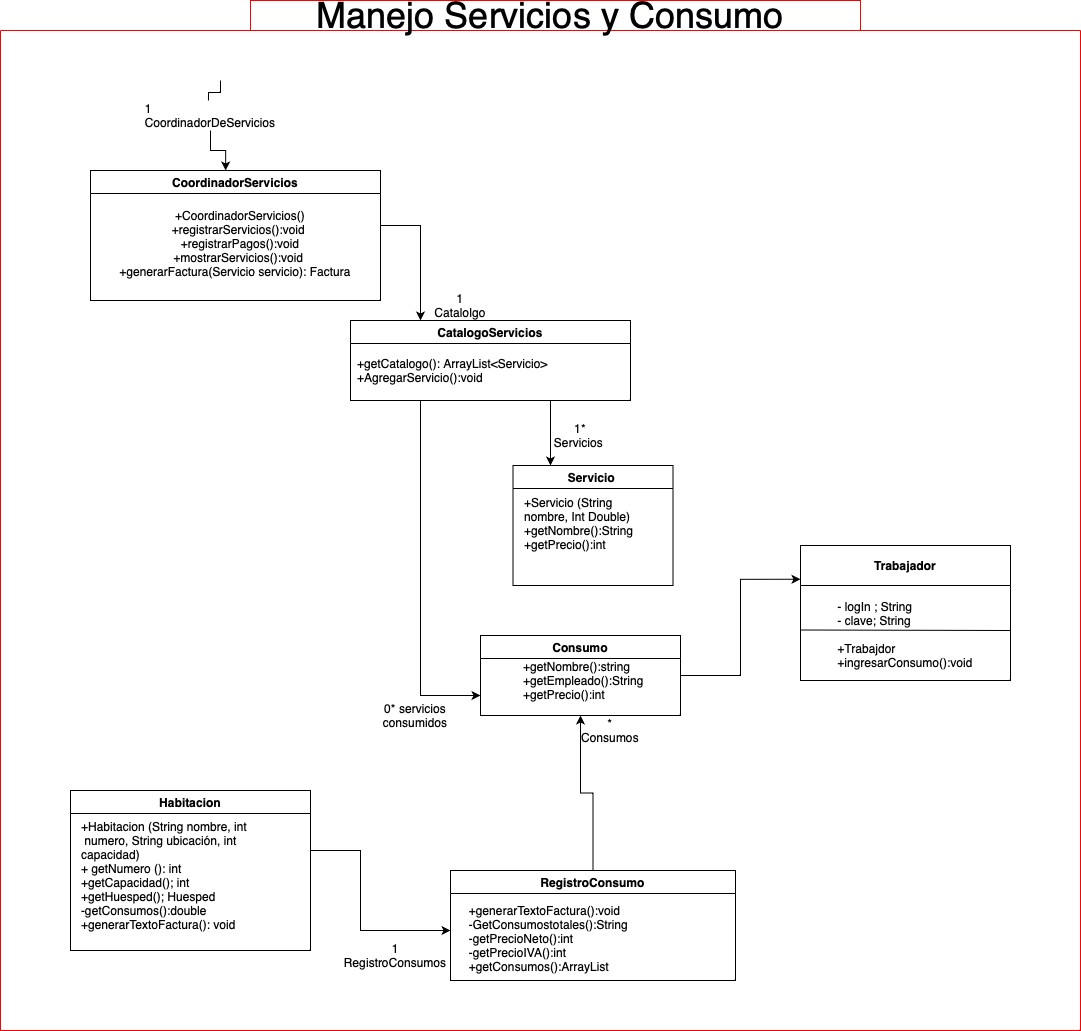 Manejo Servicios y Consumo
1
CoordinadorDeServicios
CoordinadorServicios
+CoordinadorServicios()
+registrarServicios():void
+registrarPagos():void
+mostrarServicios():void
+generarFactura(Servicio servicio): Factura
1
Catalolgo
CatalogoServicios
+getCatalogo(): ArrayList<Servicio>
+AgregarServicio():void
1*
Servicios
Servicio
+Servicio (String
nombre, Int Double)
+getNombre():String
+getPrecio():int
Trabajador
- logIn ; String
- clave; String
+Trabajdor
+ingresarConsumo():void
Consumo
+getNombre():string
+getEmpleado():String
+getPrecio():int
0* servicios
consumidos
*
Consumos
Habitacion
+Habitacion (String nombre, int
numero, String ubicación, int
capacidad)
+ getNumero (): int
+getCapacidad(); int
+getHuesped(); Huesped
-getConsumos():double
+generarTextoFactura(): void
1
RegistroConsumos
RegistroConsumo
+generarTextoFactura():void
-GetConsumostotales():String
-getPrecioNeto():int
-getPrecioIVA():int
+getConsumos():ArrayList